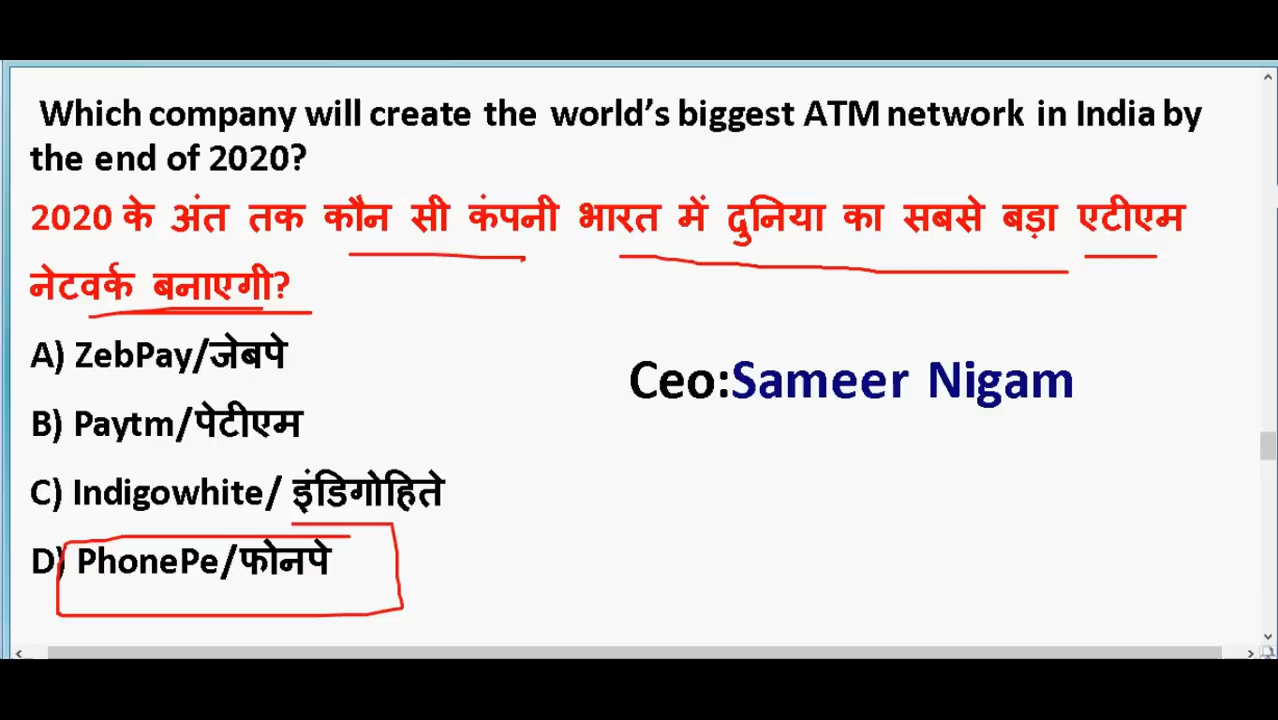 Which company will create the world's biggest ATM network in India by
the end of 2020?
2020 के अंत तक कौन सी कंपनी भारत में दुनिया का सबसे बड़ा एटीएम
नेटवर्क बनाएगी?
A) ZebPay/जेबपे
Ceo:Sameer Nigam
B) Paytm/पेटीएम
C) Indigowhite/ इंडिगोहिते
D) PhonePe/फोनपे